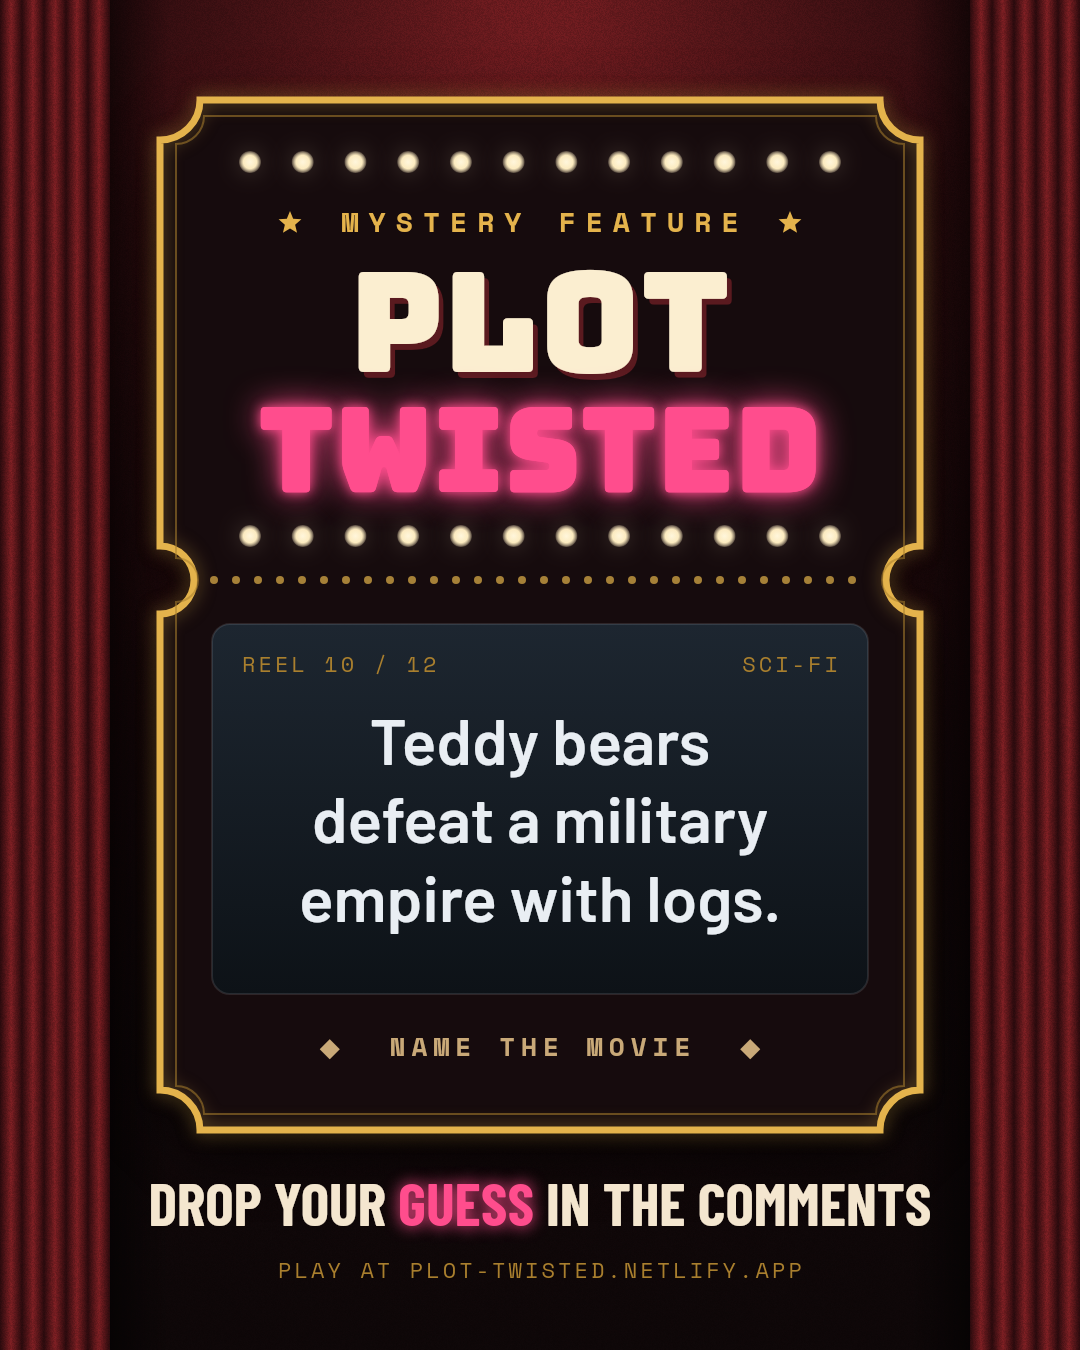 ★ MYSTERY FEATURE ★
PLOT
TWISTED
REEL 10 / 12 SCI-FI
Teddy bears
defeat a military
empire with logs.
◆ NAME THE MOVIE ◆
DROP YOUR GUESS IN THE COMMENTS
PLAY AT PLOT-TWISTED.NETLIFY.APP